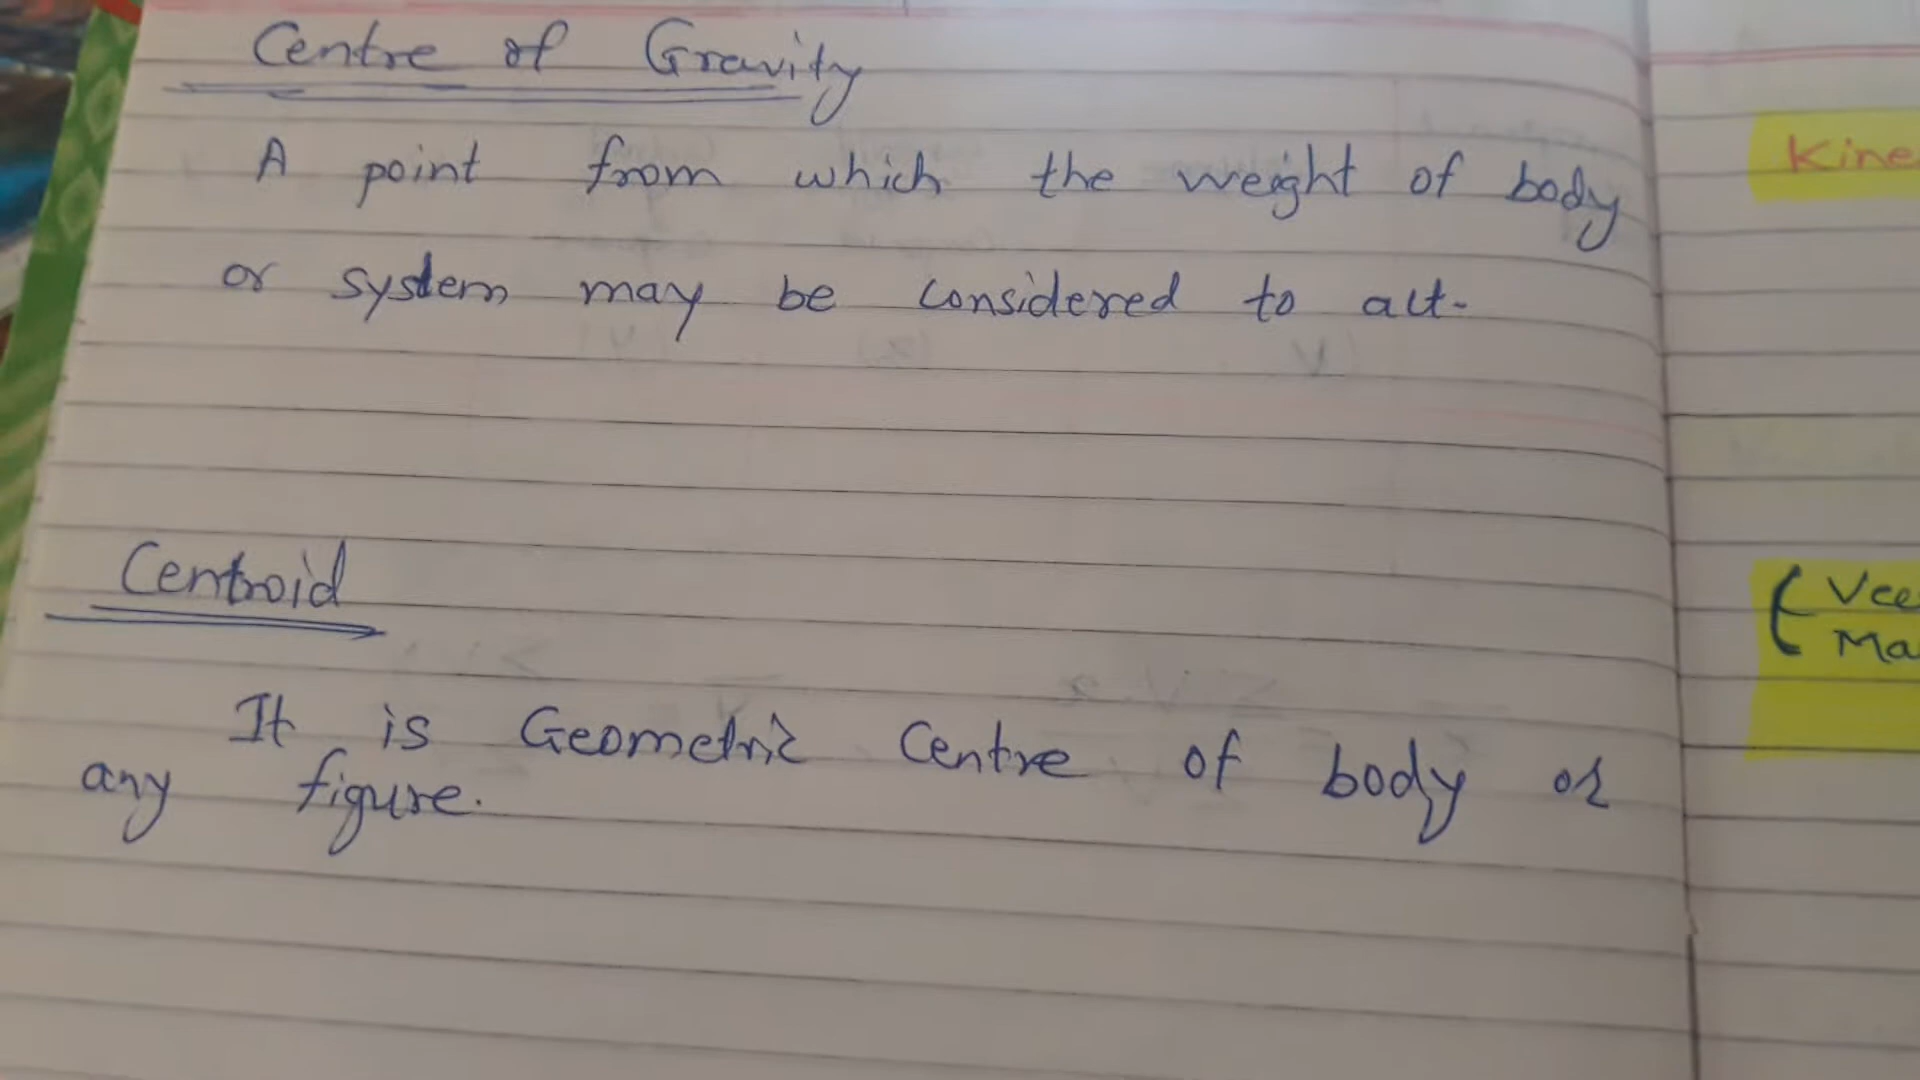 Centre of Gravity
A point from which the weight of body
or system may be considered to act.
Centroid
It is Geometric Centre of body or
any figure.
Kine
(Vee
Ma